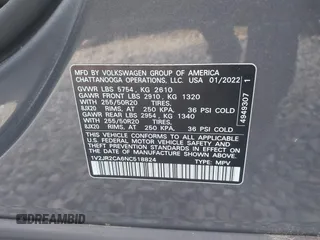 MFD BY VOLKSWAGEN GROUP OF AMERICA
CHATTANOOGA OPERATIONS, LLC. USA 01/2022
GVWR LBS 5754, KG 2610
GAWR FRONT LBS 2910, KG 1320
WITH 255/50R20 TIRES.
8JX20 RIMS, AT 250 KPA, 36 PSI COLD
GAWR REAR LBS 2954, KG 1340
WITH 255/50R20 TIRES.
8JX20 RIMS, AT 250 KPA, 36 PSI COLD
THIS VEHICLE CONFORMS TO ALL APPLICABLE
U.S. FEDERAL MOTOR VEHICLE SAFETY, BUMPER,
AND THEFT PREVENTION STANDARDS IN EFFECT
ON THE DATE OF MANUFACTURE SHOWN ABOVE.
1V2JR2CA6NC518824 TYPE: MPV
4949307 1
DREAMBID